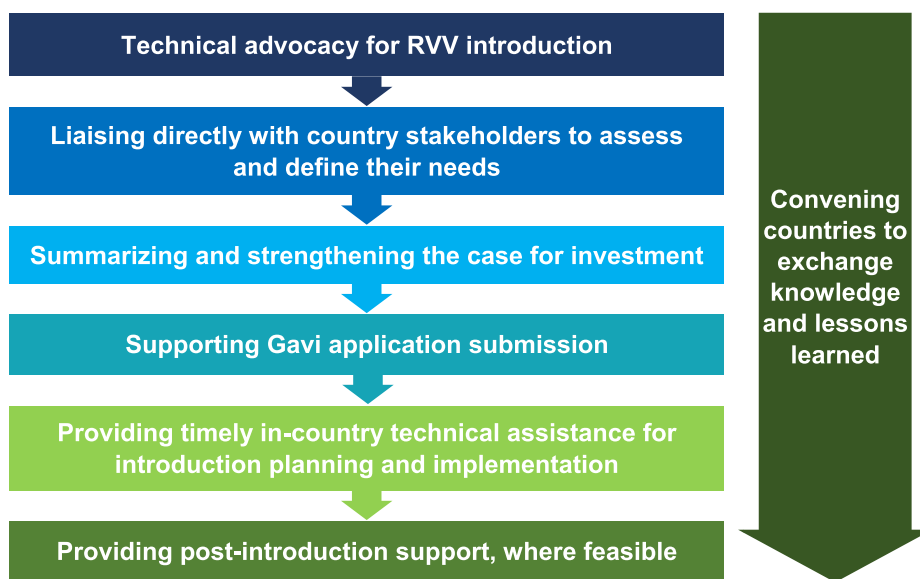 Technical advocacy for RVV introduction
Liaising directly with country stakeholders to assess
and define their needs
Summarizing and strengthening the case for investment
Supporting Gavi application submission
Providing timely in-country technical assistance for
introduction planning and implementation
Providing post-introduction support, where feasible
Convening
countries to
exchange
knowledge
and lessons
learned